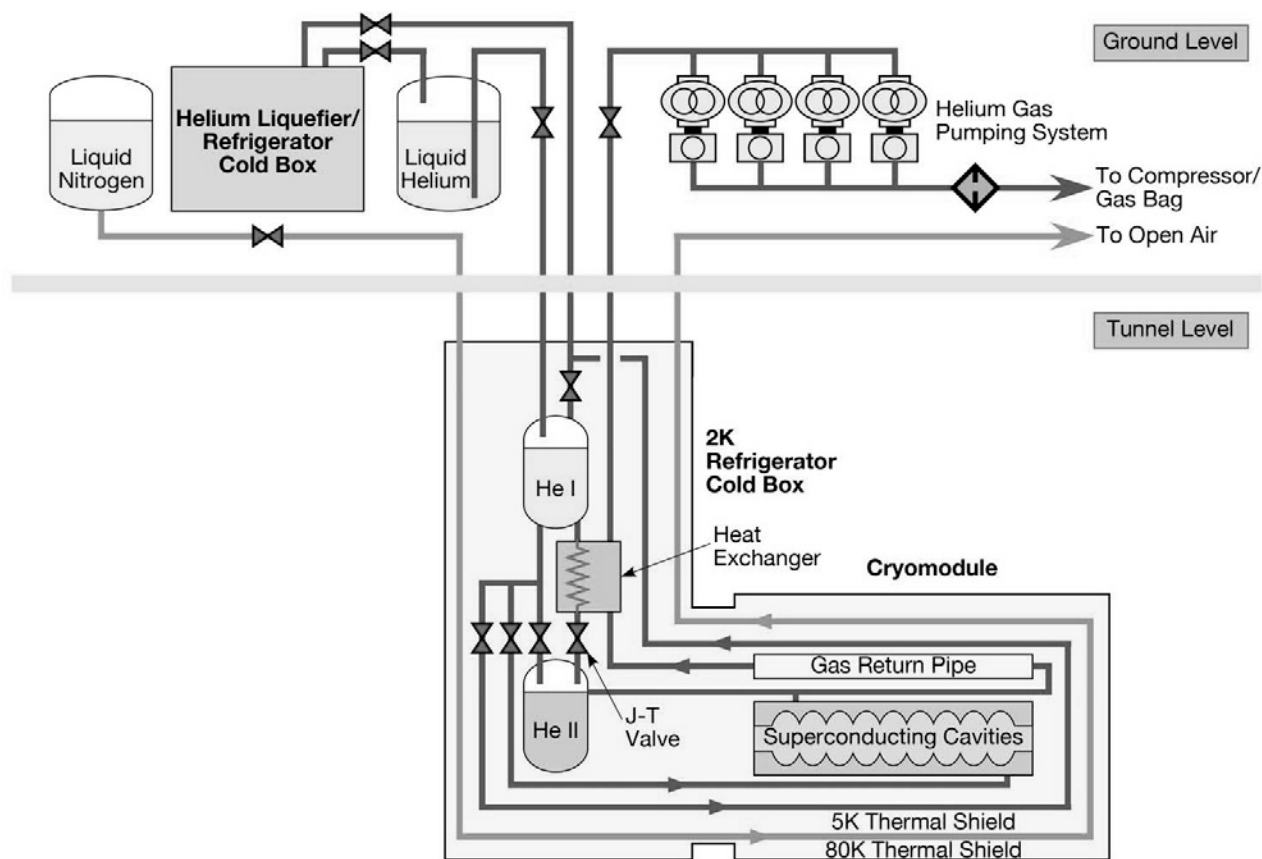 Ground Level
Helium Liquefier/
Refrigerator
Cold Box
Liquid
Nitrogen
Liquid
Helium
Helium Gas
Pumping System
To Compressor/
Gas Bag
To Open Air
Tunnel Level
2K
Refrigerator
Cold Box
He I
Heat
Exchanger
Cryomodule
Gas Return Pipe
He II
J-T
Valve
Superconducting Cavities
5K Thermal Shield
80K Thermal Shield